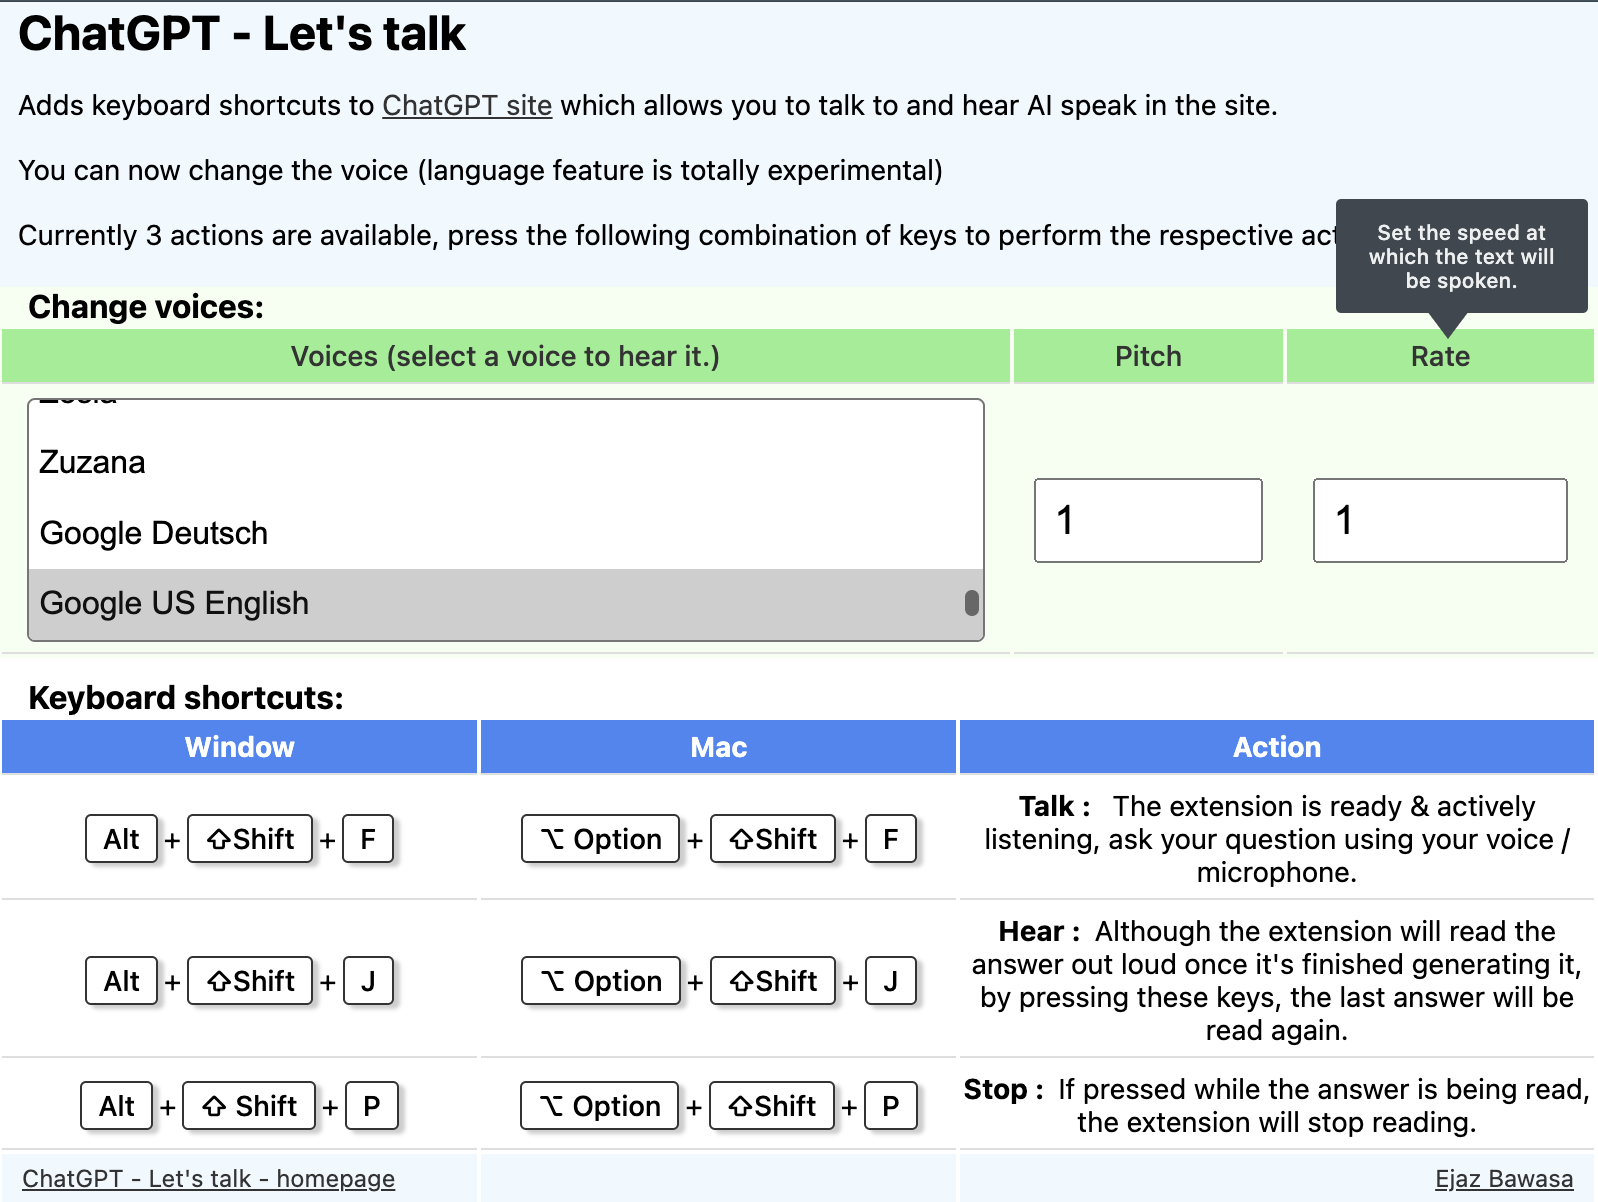 ChatGPT - Let's talk
Adds keyboard shortcuts to ChatGPT site which allows you to talk to and hear AI speak in the site.
You can now change the voice (language feature is totally experimental)
Currently 3 actions are available, press the following combination of keys to perform the respective
Set the speed at
which the text will
be spoken.
Change voices:
Voices (select a voice to hear it.) Pitch Rate
Zuzana
Google Deutsch
Google US English
1 1
Keyboard shortcuts:
Window Mac Action
Alt + ⇧Shift + F ⌥ Option + ⇧Shift + F
Talk : The extension is ready & actively
listening, ask your question using your voice /
microphone.
Alt + ⇧Shift + J ⌥ Option + ⇧Shift + J
Hear : Although the extension will read the
answer out loud once it's finished generating it,
by pressing these keys, the last answer will be
read again.
Alt + ⇧ Shift + P ⌥ Option + ⇧Shift + P
Stop : If pressed while the answer is being read,
the extension will stop reading.
ChatGPT - Let's talk - homepage Ejaz Bawasa